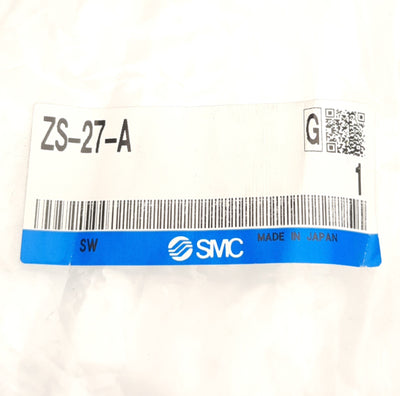 ZS-27-A
G
1
SW
SMC
MADE IN JAPAN